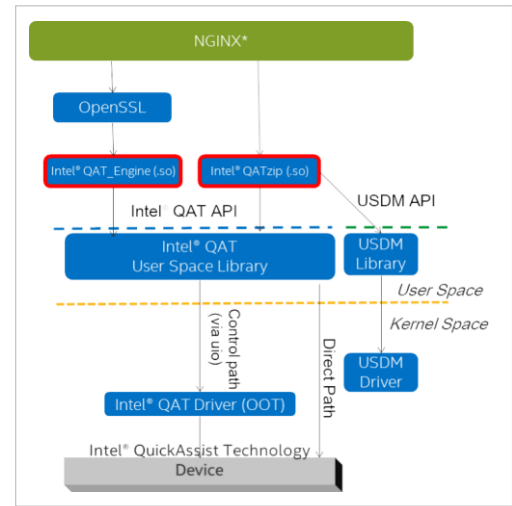 NGINX*
OpenSSL
Intel® QAT_Engine (.so)
Intel® QATzip (.so)
Intel® QAT API
USDM API
Intel® QAT
User Space Library
USDM
Library
User Space
Kernel Space
Control path
(via uio)
Direct Path
USDM
Driver
Intel® QAT Driver (OOT)
Intel® QuickAssist Technology
Device